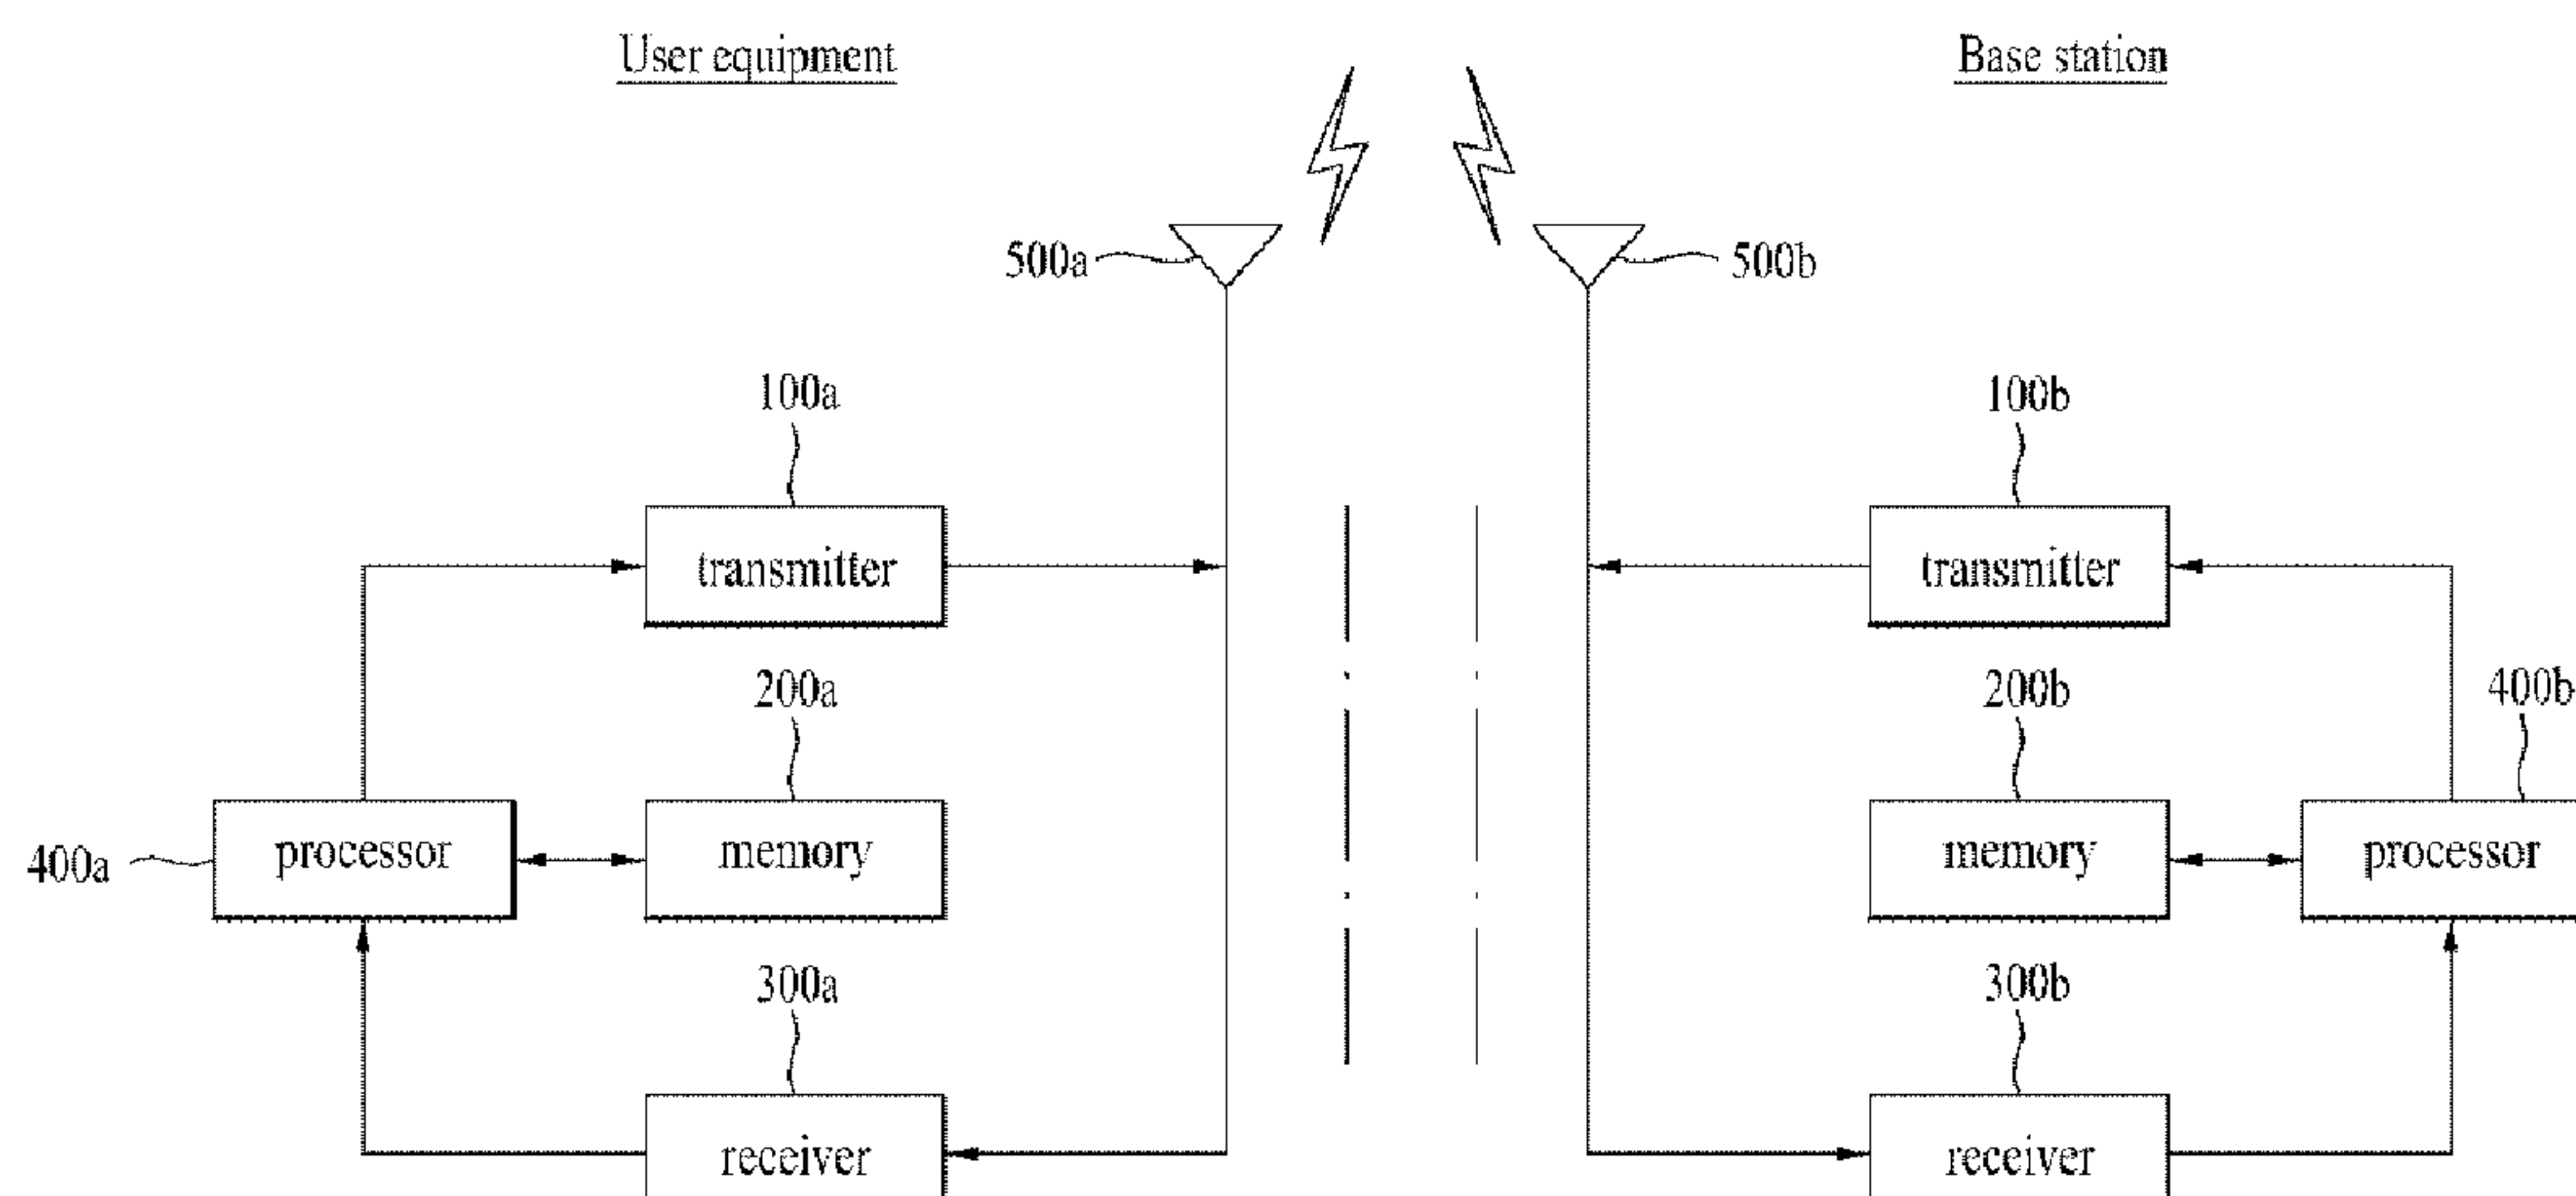 User equipment
Base station
500a
500b
100a
100b
transmitter
transmitter
200a
200b
400b
400a
processor
memory
memory
processor
300a
300b
receiver
receiver